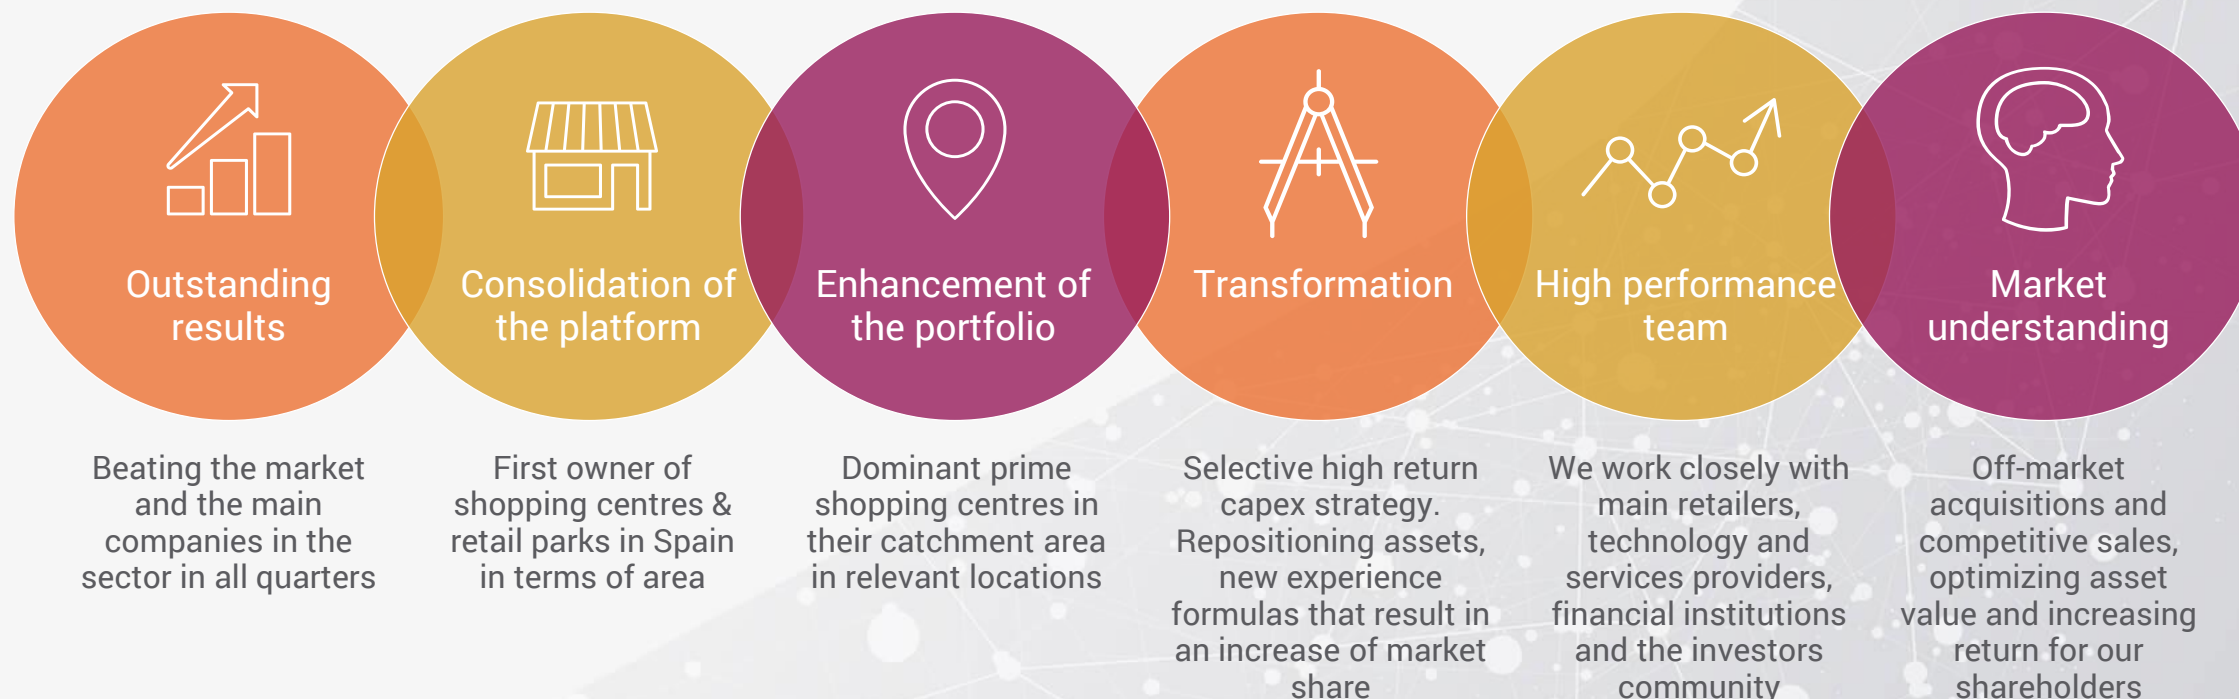 Outstanding
results
Consolidation of
the platform
Enhancement of
the portfolio
Transformation
High performance
team
Market
understanding
Beating the market
and the main
companies in the
sector in all quarters
First owner of
shopping centres &
retail parks in Spain
in terms of area
Dominant prime
shopping centres in
their catchment area
in relevant locations
Selective high return
capex strategy.
Repositioning assets,
new experience
formulas that result in
an increase of market
share
We work closely with
main retailers,
technology and
services providers,
financial institutions
and the investors
community
Off-market
acquisitions and
competitive sales,
optimizing asset
value and increasing
return for our
shareholders